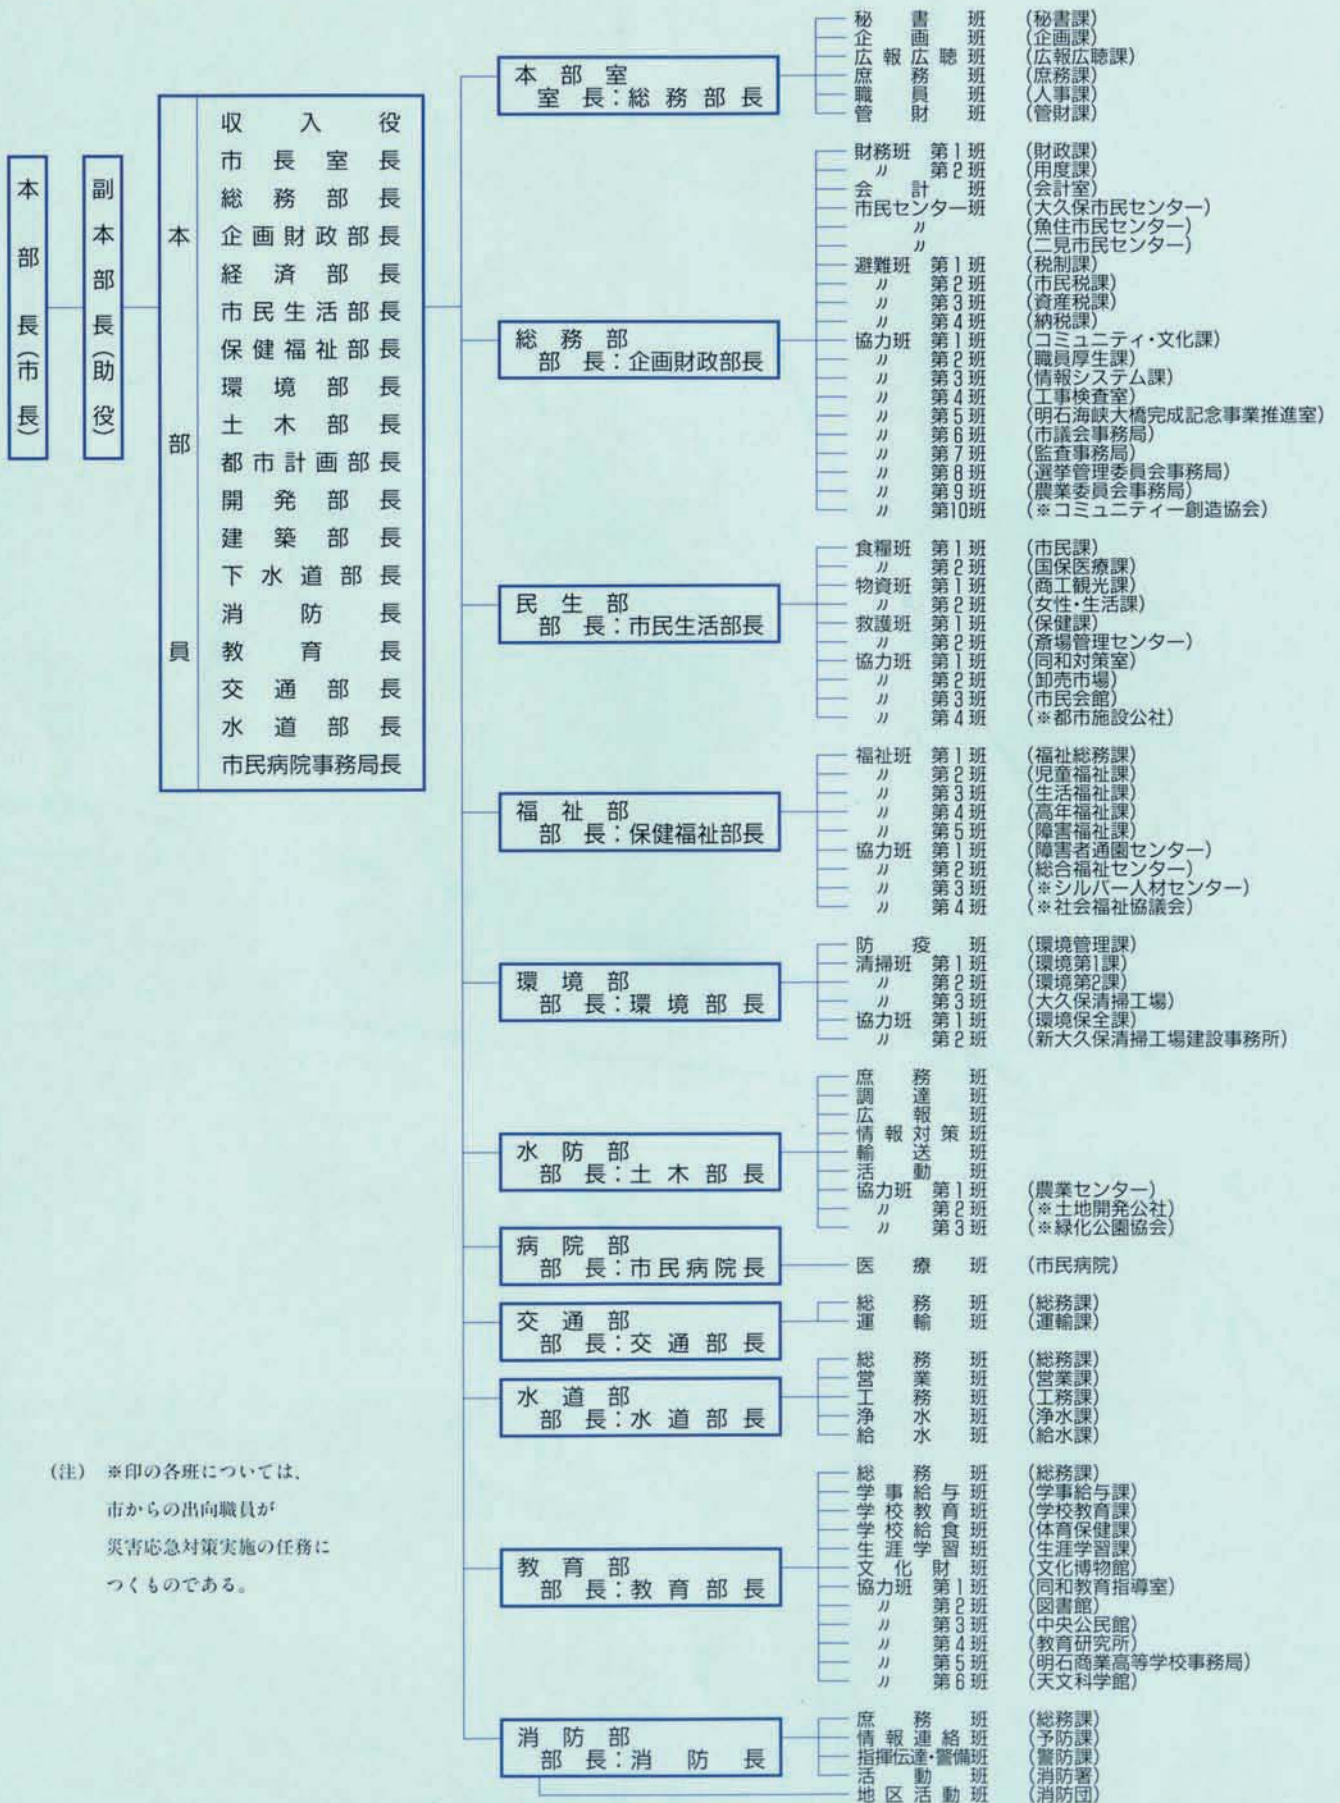 本部長(市長)
副本部長(助役)
本部員
収入役
市長室長
総務部長
企画財政部長
経済部長
市民生活部長
保健福祉部長
環境部長
土木部長
都市計画部長
開発部長
建築部長
下水道部長
消防長
教育長
交通部長
水道部長
市民病院事務局長
本部室
室長:総務部長
秘書班 (秘書課)
企画班 (企画課)
広報広聴班 (広報広聴課)
庶務班 (庶務課)
職員班 (人事課)
管財班 (管財課)
総務部
部長:企画財政部長
財務班 第1班 (財政課)
〃 第2班 (用度課)
会計班 (会計室)
市民センター班 (大久保市民センター)
〃 (魚住市民センター)
〃 (二見市民センター)
避難班 第1班 (税制課)
〃 第2班 (市民税課)
〃 第3班 (資産税課)
〃 第4班 (納税課)
協力班 第1班 (コミュニティ・文化課)
〃 第2班 (職員厚生課)
〃 第3班 (情報システム課)
〃 第4班 (工事検査室)
〃 第5班 (明石海峡大橋完成記念事業推進室)
〃 第6班 (市議会事務局)
〃 第7班 (監査事務局)
〃 第8班 (選挙管理委員会事務局)
〃 第9班 (農業委員会事務局)
〃 第10班 (※コミュニティー創造協会)
民生部
部長:市民生活部長
食糧班 第1班 (市民課)
〃 第2班 (国保医療課)
物資班 第1班 (商工観光課)
〃 第2班 (女性・生活課)
救護班 第1班 (保健課)
〃 第2班 (斎場管理センター)
協力班 第1班 (同和対策室)
〃 第2班 (卸売市場)
〃 第3班 (市民会館)
〃 第4班 (※都市施設公社)
福祉部
部長:保健福祉部長
福祉班 第1班 (福祉総務課)
〃 第2班 (児童福祉課)
〃 第3班 (生活福祉課)
〃 第4班 (高年福祉課)
〃 第5班 (障害福祉課)
協力班 第1班 (障害者通園センター)
〃 第2班 (総合福祉センター)
〃 第3班 (※シルバー人材センター)
〃 第4班 (※社会福祉協議会)
環境部
部長:環境部長
防疫班 (環境管理課)
清掃班 第1班 (環境第1課)
〃 第2班 (環境第2課)
〃 第3班 (大久保清掃工場)
協力班 第1班 (環境保全課)
〃 第2班 (新大久保清掃工場建設事務所)
水防部
部長:土木部長
庶務班
調達班
広報班
情報対策班
輸送班
活動班
協力班 第1班 (農業センター)
〃 第2班 (※土地開発公社)
〃 第3班 (※緑化公園協会)
病院部
部長:市民病院長
医療班 (市民病院)
交通部
部長:交通部長
総務班 (総務課)
運輸班 (運輸課)
水道部
部長:水道部長
総務班 (総務課)
営業班 (営業課)
工務班 (工務課)
浄水班 (浄水課)
給水班 (給水課)
教育部
部長:教育部長
総務班 (総務課)
学事給与班 (学事給与課)
学校教育班 (学校教育課)
学校給食班 (体育保健課)
生涯学習班 (生涯学習課)
文化財班 (文化博物館)
協力班 第1班 (同和教育指導室)
〃 第2班 (図書館)
〃 第3班 (中央公民館)
〃 第4班 (教育研究所)
〃 第5班 (明石商業高等学校事務局)
〃 第6班 (天文科学館)
消防部
部長:消防長
庶務班 (総務課)
情報連絡班 (予防課)
指揮伝達・警備班 (警防課)
活動班 (消防署)
地区活動班 (消防団)
(注) ※印の各班については、
市からの出向職員が
災害応急対策実施の任務に
つくものである。